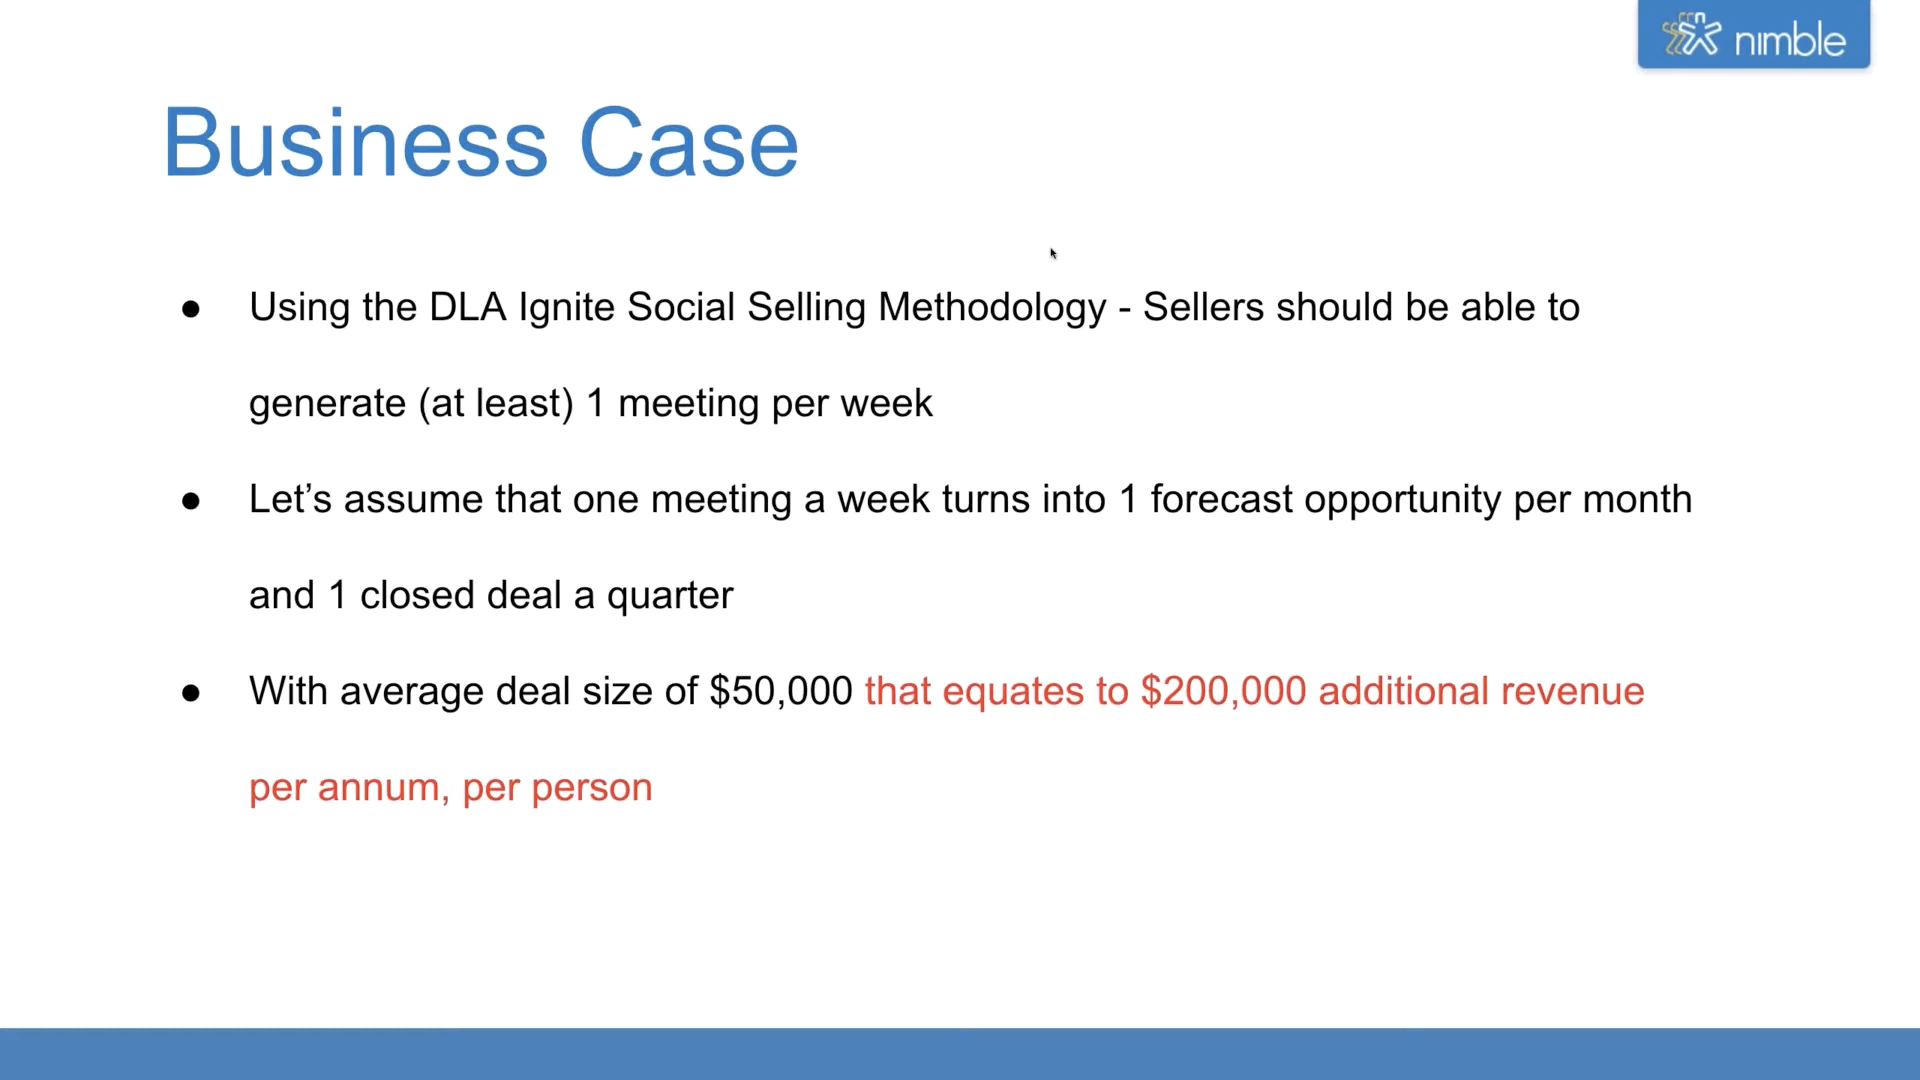 nimble
Business Case
● Using the DLA Ignite Social Selling Methodology - Sellers should be able to
generate (at least) 1 meeting per week
● Let’s assume that one meeting a week turns into 1 forecast opportunity per month
and 1 closed deal a quarter
● With average deal size of $50,000 that equates to $200,000 additional revenue
per annum, per person